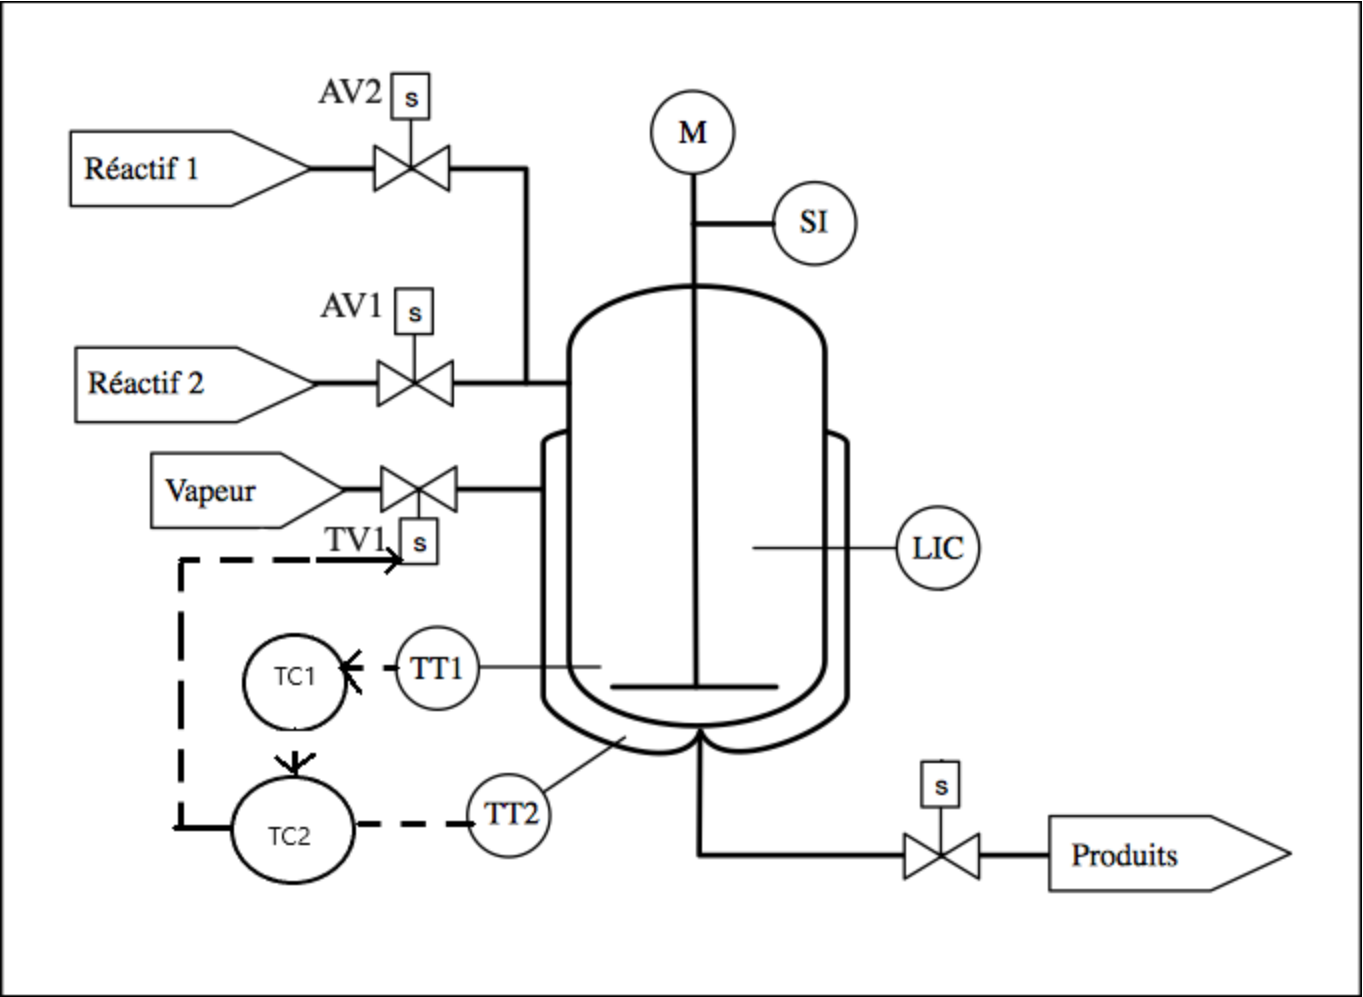 AV2
s
M
Réactif 1
SI
AV1
s
Réactif 2
Vapeur
TV1
s
LIC
TC1
TT1
TC2
TT2
s
Produits